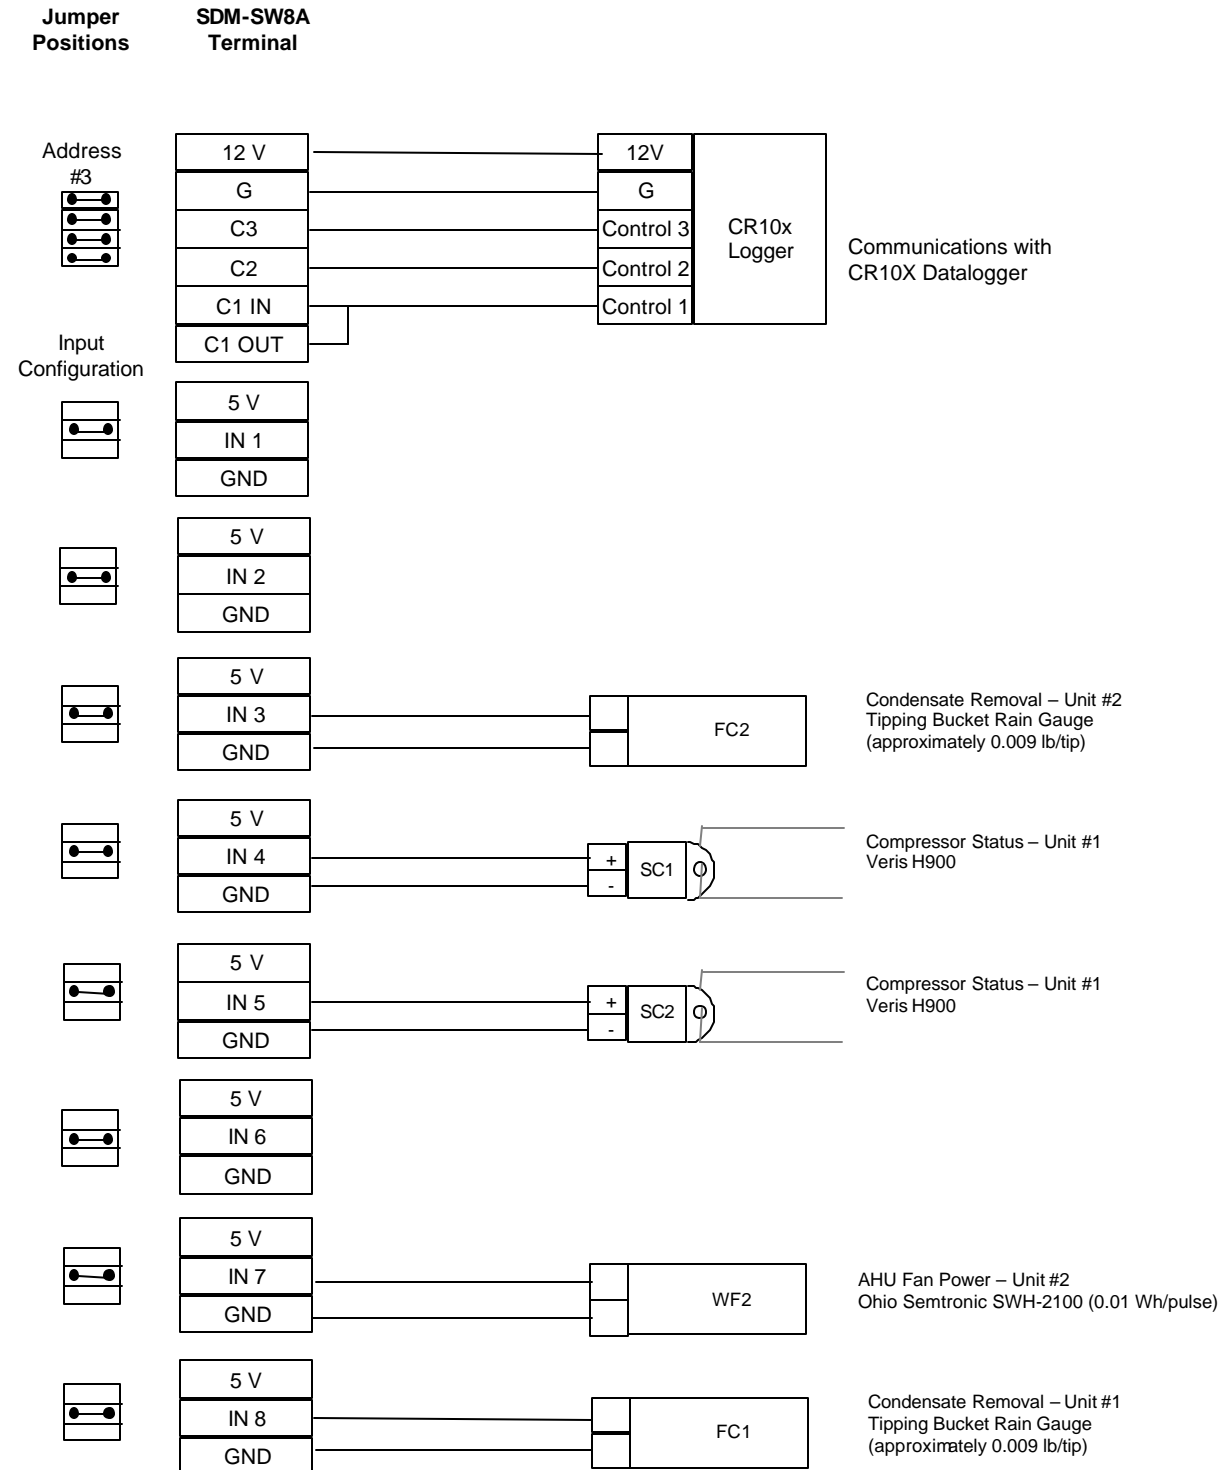 Jumper Positions
SDM-SW8A Terminal
Address #3
12 V
G
C3
C2
C1 IN
C1 OUT
12V
G
Control 3
Control 2
Control 1
CR10x
Logger
Communications with
CR10X Datalogger
Input
Configuration
5 V
IN 1
GND
5 V
IN 2
GND
5 V
IN 3
GND
FC2
Condensate Removal – Unit #2
Tipping Bucket Rain Gauge
(approximately 0.009 lb/tip)
5 V
IN 4
GND
+
-
SC1
Compressor Status – Unit #1
Veris H900
5 V
IN 5
GND
+
-
SC2
Compressor Status – Unit #1
Veris H900
5 V
IN 6
GND
5 V
IN 7
GND
WF2
AHU Fan Power – Unit #2
Ohio Semtronic SWH-2100 (0.01 Wh/pulse)
5 V
IN 8
GND
FC1
Condensate Removal – Unit #1
Tipping Bucket Rain Gauge
(approximately 0.009 lb/tip)